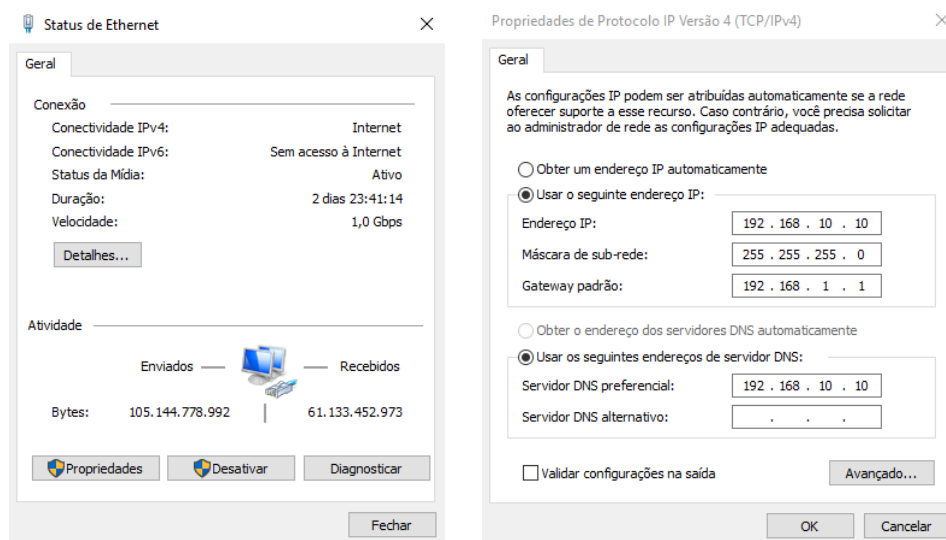 Status de Ethernet
Geral
Conexão
Conectividade IPv4: Internet
Conectividade IPv6: Sem acesso à Internet
Status da Mídia: Ativo
Duração: 2 dias 23:41:14
Velocidade: 1,0 Gbps
Detalhes...
Atividade
Enviados — — Recebidos
Bytes: 105.144.778.992 | 61.133.452.973
Propriedades Desativar Diagnosticar
Fechar
Propriedades de Protocolo IP Versão 4 (TCP/IPv4)
Geral
As configurações IP podem ser atribuídas automaticamente se a rede
oferecer suporte a esse recurso. Caso contrário, você precisa solicitar
ao administrador de rede as configurações IP adequadas.
Obter um endereço IP automaticamente
Usar o seguinte endereço IP:
Endereço IP: 192 . 168 . 10 . 10
Máscara de sub-rede: 255 . 255 . 255 . 0
Gateway padrão: 192 . 168 . 1 . 1
Obter o endereço dos servidores DNS automaticamente
Usar os seguintes endereços de servidor DNS:
Servidor DNS preferencial: 192 . 168 . 10 . 10
Servidor DNS alternativo: . . .
Validar configurações na saída Avançado...
OK Cancelar